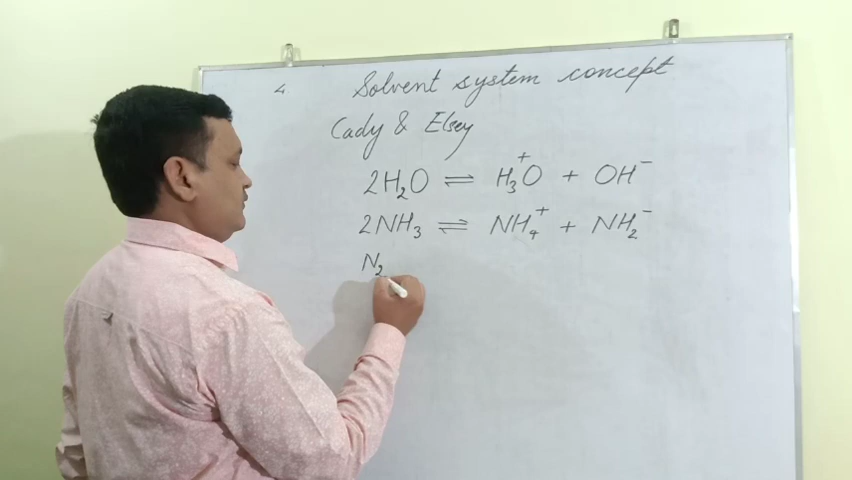 4. Solvent system concept
Cady & Elsey
2H₂O ⇌ H₃O⁺ + OH⁻
2NH₃ ⇌ NH₄⁺ + NH₂⁻
N₂